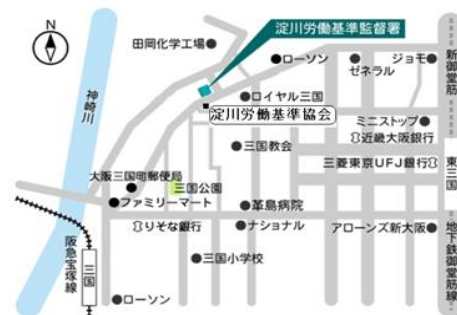 N
淀川労働基準監督署
田岡化学工場
ローソン
ジョモ
ゼネラル
新御堂筋
神崎川
ロイヤル三国
淀川労働基準協会
ミニストップ
近畿大阪銀行
三国教会
三菱東京UFJ銀行
東三国
大阪三国町郵便局
三国公園
ファミリーマート
革島病院
りそな銀行
ナショナル
アローンズ新大阪
地下鉄御堂筋線
阪急宝塚線
三国
三国小学校
ローソン